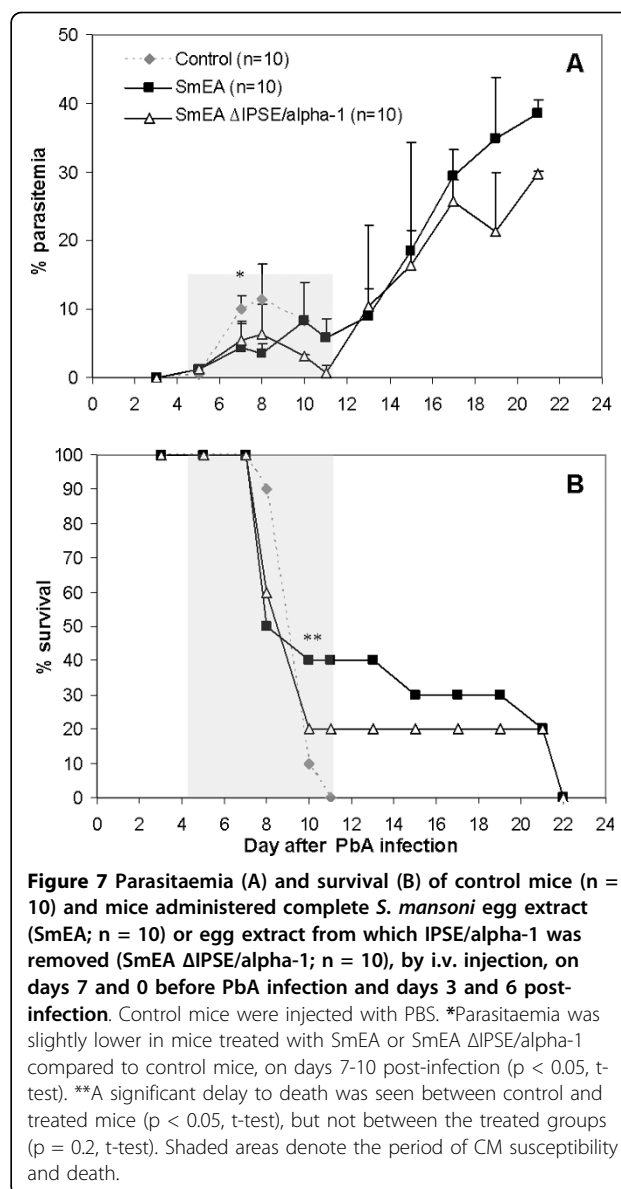 Control (n=10)
SmEA (n=10)
SmEA ΔIPSE/alpha-1 (n=10)
A
% parasitemia
50
40
30
20
10
0
*
0 2 4 6 8 10 12 14 16 18 20 22 24
B
% survival
100
90
80
70
60
50
40
30
20
10
0
**
0 2 4 6 8 10 12 14 16 18 20 22 24
Day after PbA infection
Figure 7 Parasitaemia (A) and survival (B) of control mice (n =
10) and mice administered complete S. mansoni egg extract
(SmEA; n = 10) or egg extract from which IPSE/alpha-1 was
removed (SmEA ΔIPSE/alpha-1; n = 10), by i.v. injection, on
days 7 and 0 before PbA infection and days 3 and 6 post-
infection. Control mice were injected with PBS. *Parasitaemia was
slightly lower in mice treated with SmEA or SmEA ΔIPSE/alpha-1
compared to control mice, on days 7-10 post-infection (p < 0.05, t-
test). **A significant delay to death was seen between control and
treated mice (p < 0.05, t-test), but not between the treated groups
(p = 0.2, t-test). Shaded areas denote the period of CM susceptibility
and death.